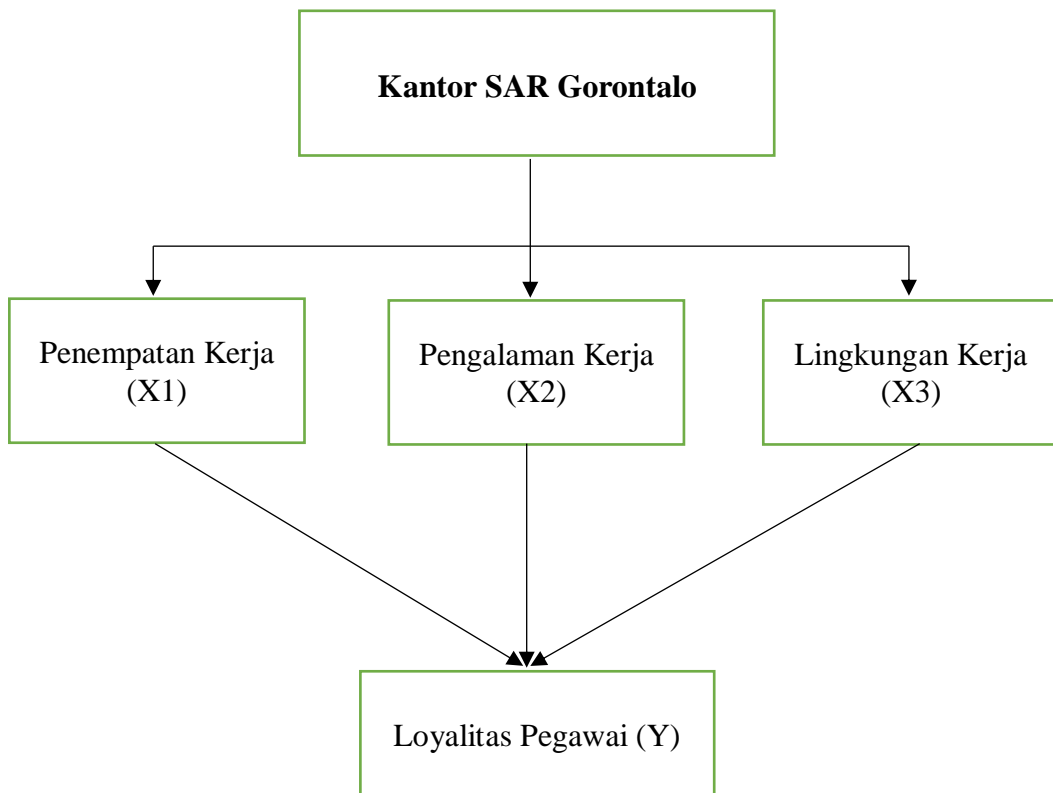 Kantor SAR Gorontalo
Penempatan Kerja
(X1)
Pengalaman Kerja
(X2)
Lingkungan Kerja
(X3)
Loyalitas Pegawai (Y)